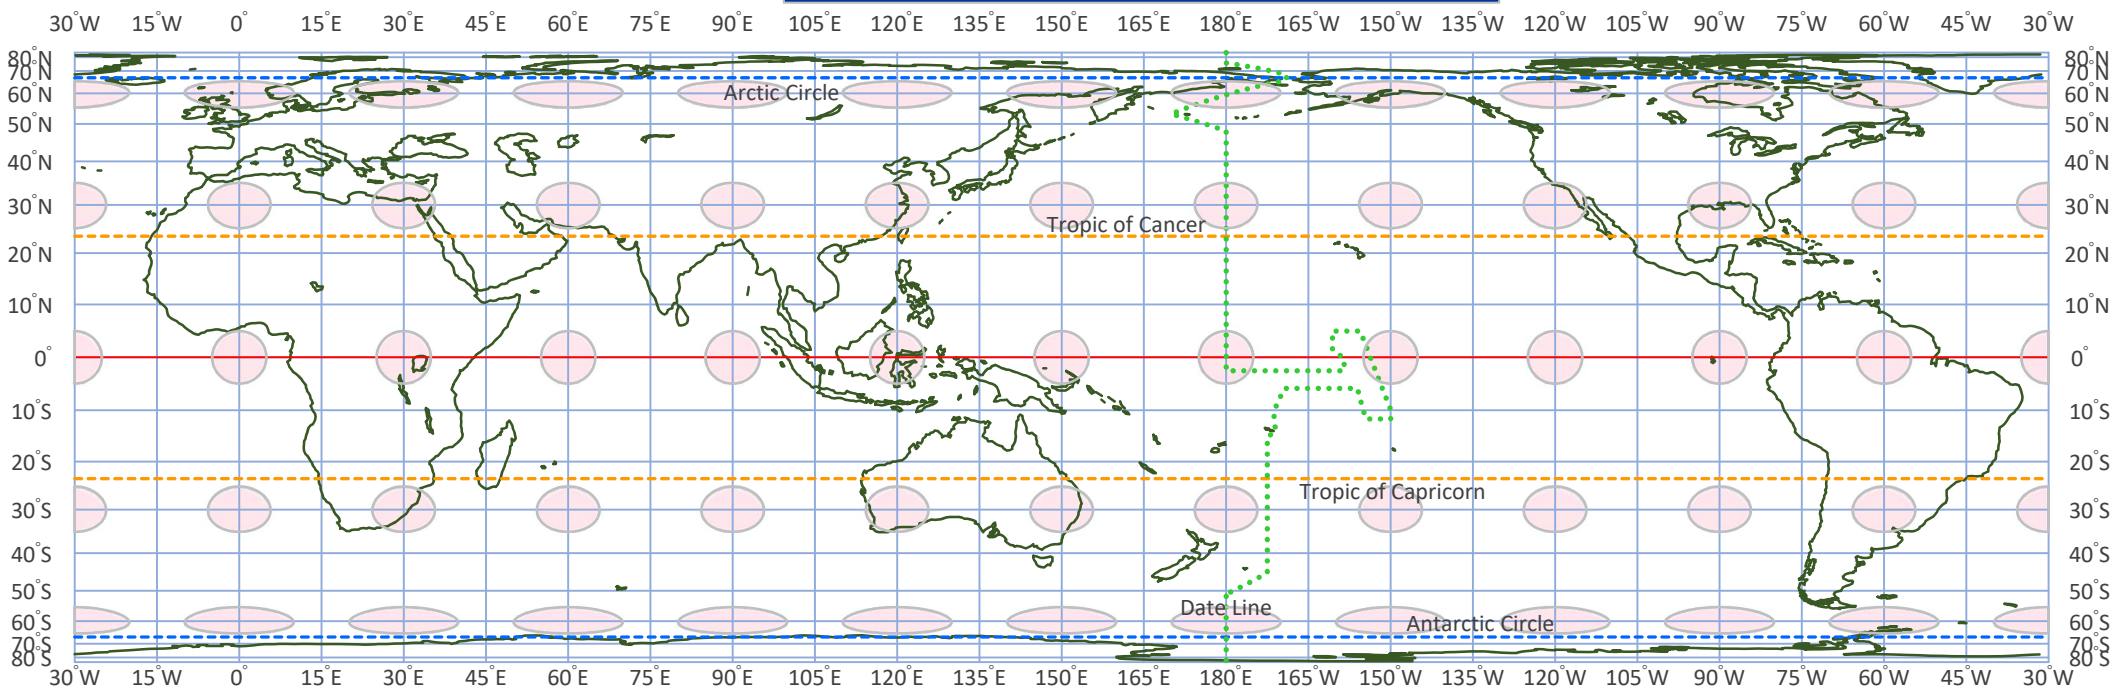 30°W 15°W 0° 15°E 30°E 45°E 60°E 75°E 90°E 105°E 120°E 135°E 150°E 165°E 180° 165°W 150°W 135°W 120°W 105°W 90°W 75°W 60°W 45°W 30°W
80°N 80°N
70°N 70°N
60°N Arctic Circle 60°N
50°N 50°N
40°N 40°N
30°N 30°N
Tropic of Cancer
20°N 20°N
10°N 10°N
0° 0°
10°S 10°S
20°S 20°S
Tropic of Capricorn
30°S 30°S
40°S 40°S
50°S 50°S
Date Line
60°S Antarctic Circle 60°S
70°S 70°S
80°S 80°S
30°W 15°W 0° 15°E 30°E 45°E 60°E 75°E 90°E 105°E 120°E 135°E 150°E 165°E 180° 165°W 150°W 135°W 120°W 105°W 90°W 75°W 60°W 45°W 30°W